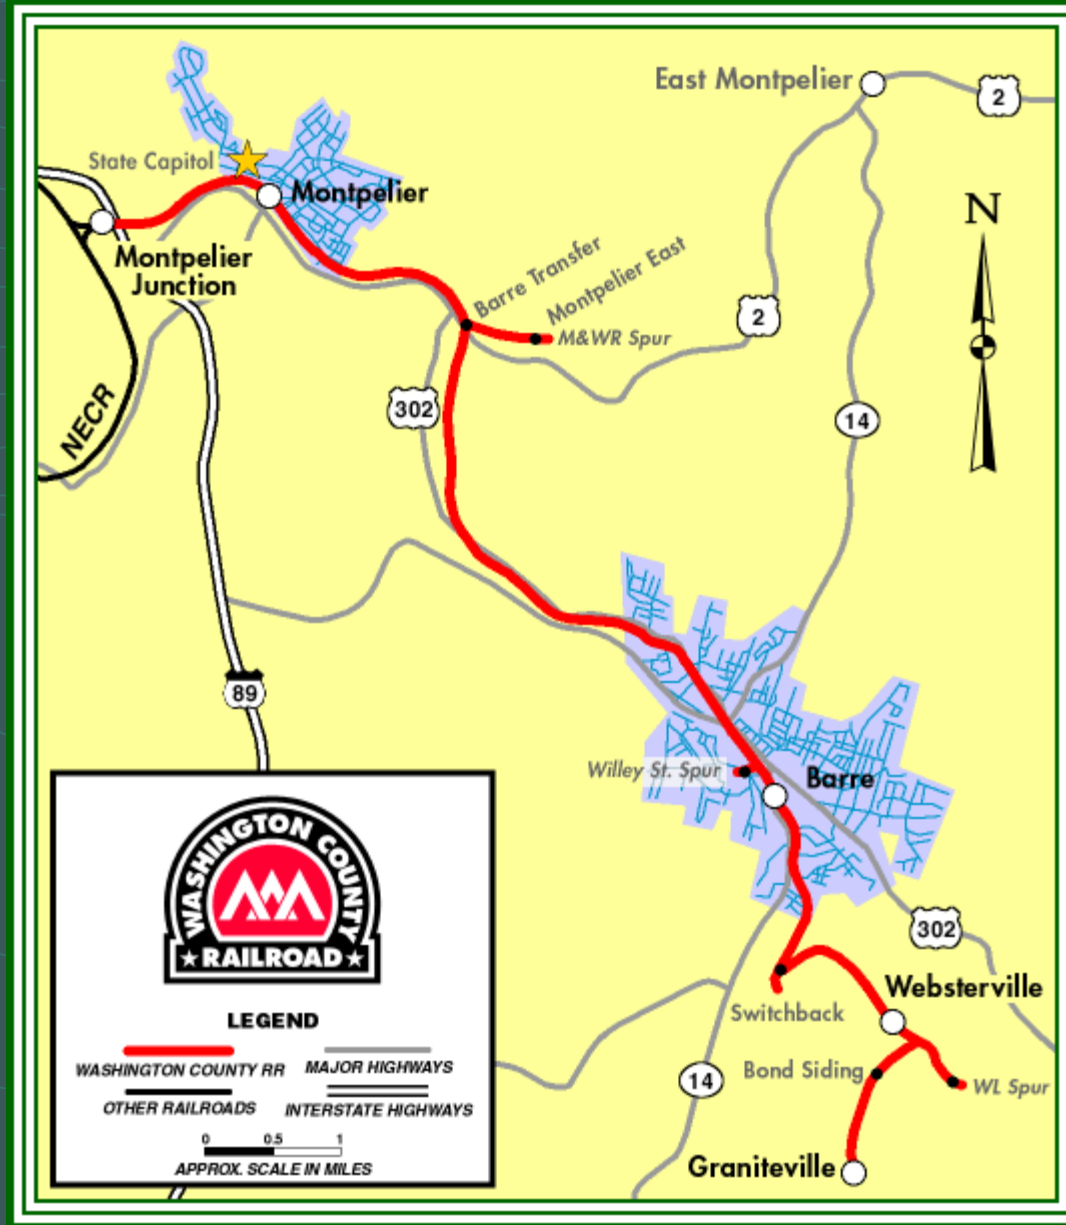 East Montpelier
2
State Capitol
Montpelier
N
Montpelier
Junction
Barre Transfer
Montpelier East
M&WR Spur
2
302
14
NECR
89
Willey St. Spur
Barre
302
Websterville
Switchback
Bond Siding
14
WL Spur
Graniteville
WASHINGTON COUNTY
RAILROAD
LEGEND
WASHINGTON COUNTY RR
MAJOR HIGHWAYS
OTHER RAILROADS
INTERSTATE HIGHWAYS
0 0.5 1
APPROX. SCALE IN MILES